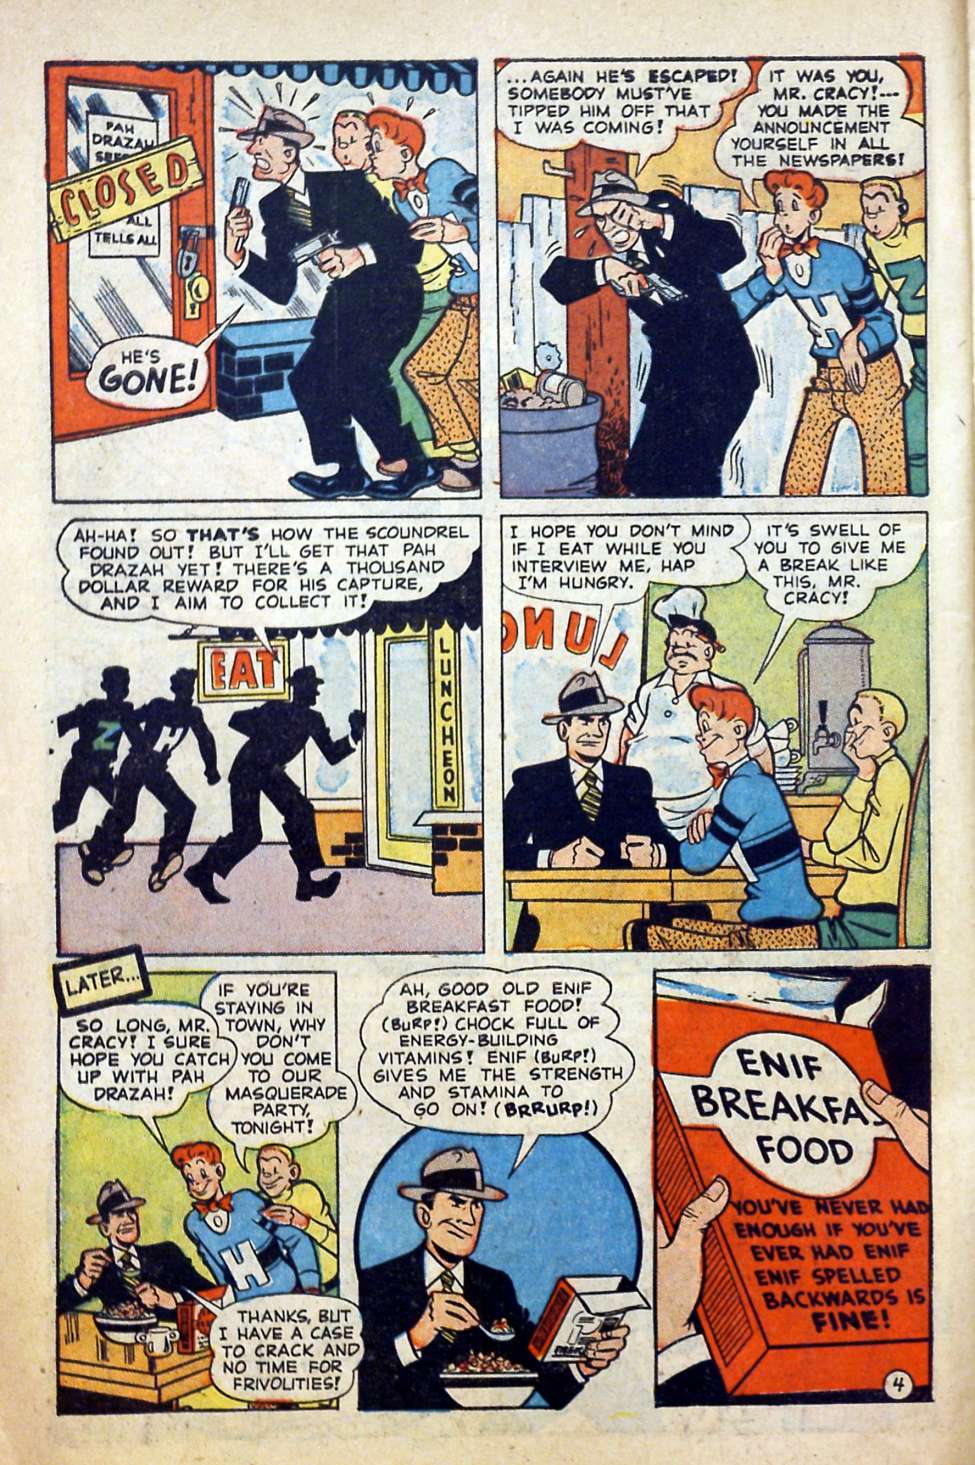 PAH
DRAZAH
SEES
CLOSED
ALL
TELLS ALL
HE'S
GONE!
...AGAIN HE'S ESCAPED!
SOMEBODY MUST'VE
TIPPED HIM OFF THAT
I WAS COMING!
IT WAS YOU,
MR. CRACY!---
YOU MADE THE
ANNOUNCEMENT
YOURSELF IN ALL
THE NEWSPAPERS!
O
H
Z
AH-HA! SO THAT'S HOW THE SCOUNDREL
FOUND OUT! BUT I'LL GET THAT PAH
DRAZAH YET! THERE'S A THOUSAND
DOLLAR REWARD FOR HIS CAPTURE,
AND I AIM TO COLLECT IT!
EAT
LUNCHEON
Z
I HOPE YOU DON'T MIND
IF I EAT WHILE YOU
INTERVIEW ME, HAP
I'M HUNGRY.
IT'S SWELL OF
YOU TO GIVE ME
A BREAK LIKE
THIS, MR.
CRACY!
LUNC
LATER...
SO LONG, MR.
CRACY! I SURE
HOPE YOU CATCH
UP WITH PAH
DRAZAH!
IF YOU'RE
STAYING IN
TOWN, WHY
DON'T
YOU COME
TO OUR
MASQUERADE
PARTY,
TONIGHT!
O
H
THANKS, BUT
I HAVE A CASE
TO CRACK AND
NO TIME FOR
FRIVOLITIES!
AH, GOOD OLD ENIF
BREAKFAST FOOD!
(BURP!) CHOCK FULL OF
ENERGY-BUILDING
VITAMINS! ENIF (BURP!)
GIVES ME THE STRENGTH
AND STAMINA TO
GO ON! (BRRURP!)
ENIF
BREAKFAS
FOOD
YOU'VE NEVER HAD
ENOUGH IF YOU'VE
EVER HAD ENIF
ENIF SPELLED
BACKWARDS IS
FINE!
4